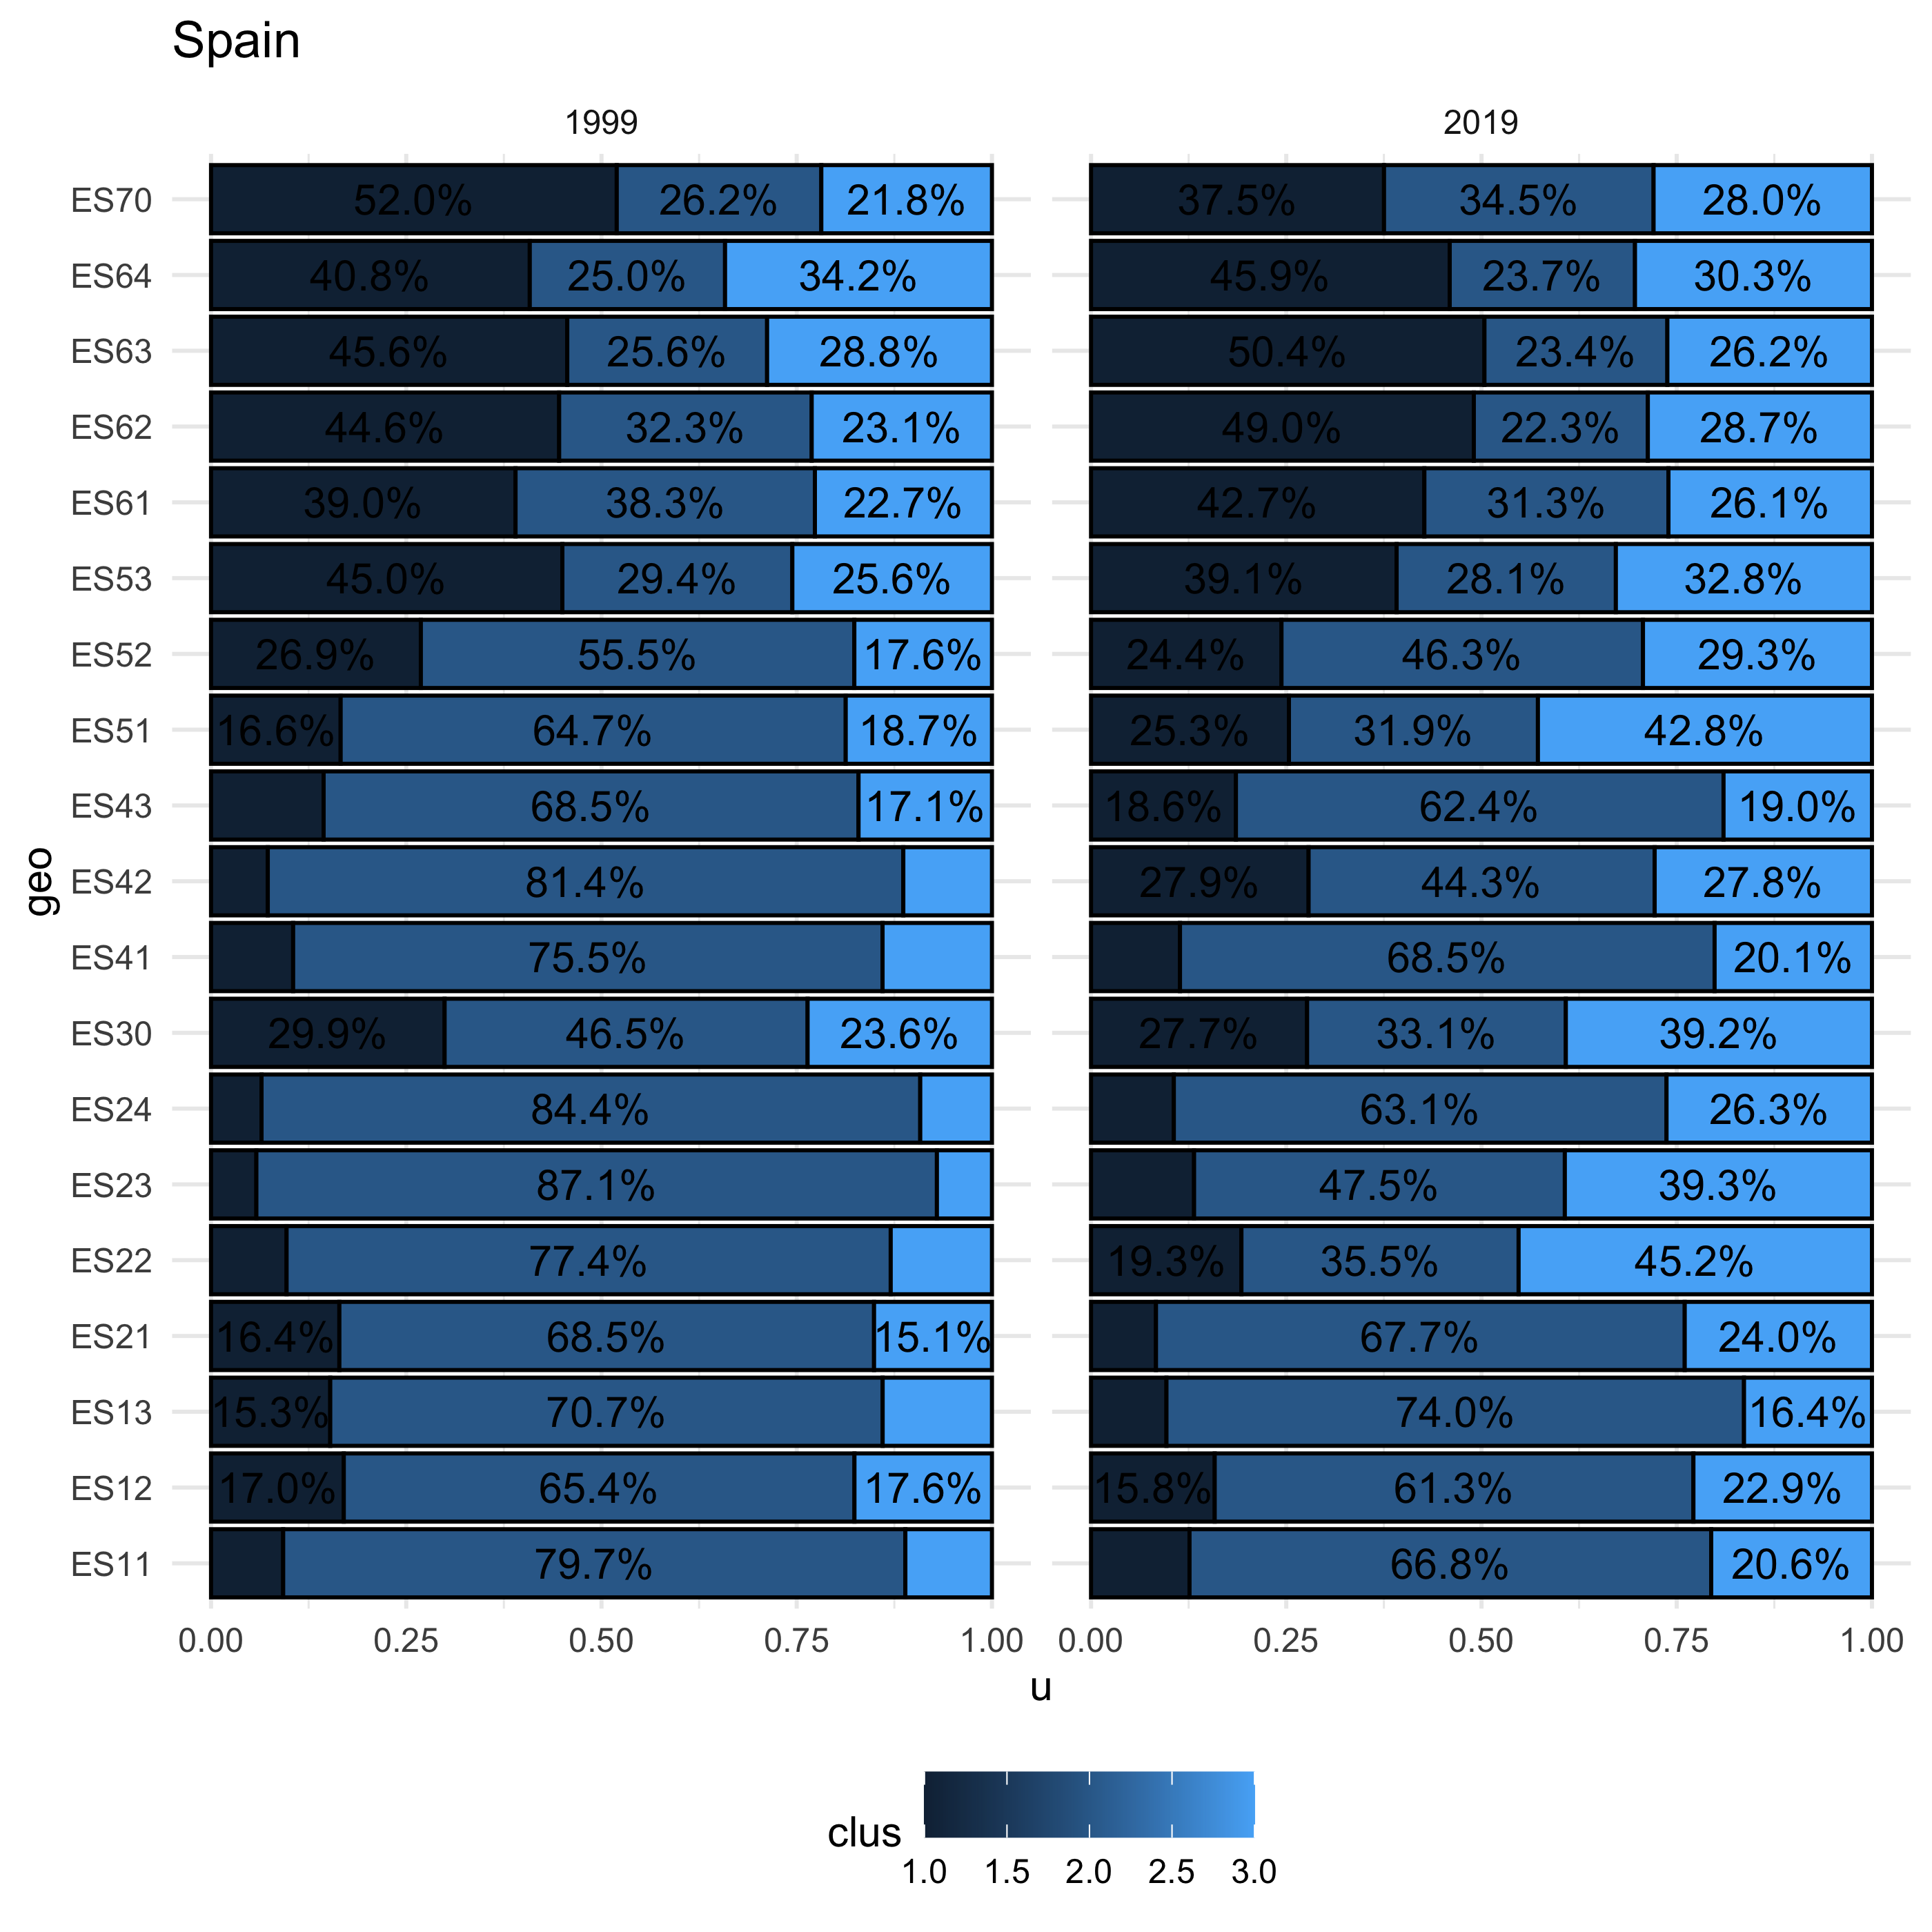 Spain
1999 2019
ES70 52.0% 26.2% 21.8% 37.5% 34.5% 28.0%
ES64 40.8% 25.0% 34.2% 45.9% 23.7% 30.3%
ES63 45.6% 25.6% 28.8% 50.4% 23.4% 26.2%
ES62 44.6% 32.3% 23.1% 49.0% 22.3% 28.7%
ES61 39.0% 38.3% 22.7% 42.7% 31.3% 26.1%
ES53 45.0% 29.4% 25.6% 39.1% 28.1% 32.8%
ES52 26.9% 55.5% 17.6% 24.4% 46.3% 29.3%
ES51 16.6% 64.7% 18.7% 25.3% 31.9% 42.8%
ES43 68.5% 17.1% 18.6% 62.4% 19.0%
geo
ES42 81.4% 27.9% 44.3% 27.8%
ES41 75.5% 68.5% 20.1%
ES30 29.9% 46.5% 23.6% 27.7% 33.1% 39.2%
ES24 84.4% 63.1% 26.3%
ES23 87.1% 47.5% 39.3%
ES22 77.4% 19.3% 35.5% 45.2%
ES21 16.4% 68.5% 15.1% 67.7% 24.0%
ES13 15.3% 70.7% 74.0% 16.4%
ES12 17.0% 65.4% 17.6% 15.8% 61.3% 22.9%
ES11 79.7% 66.8% 20.6%
0.00 0.25 0.50 0.75 1.00 0.00 0.25 0.50 0.75 1.00
u
clus
1.0 1.5 2.0 2.5 3.0